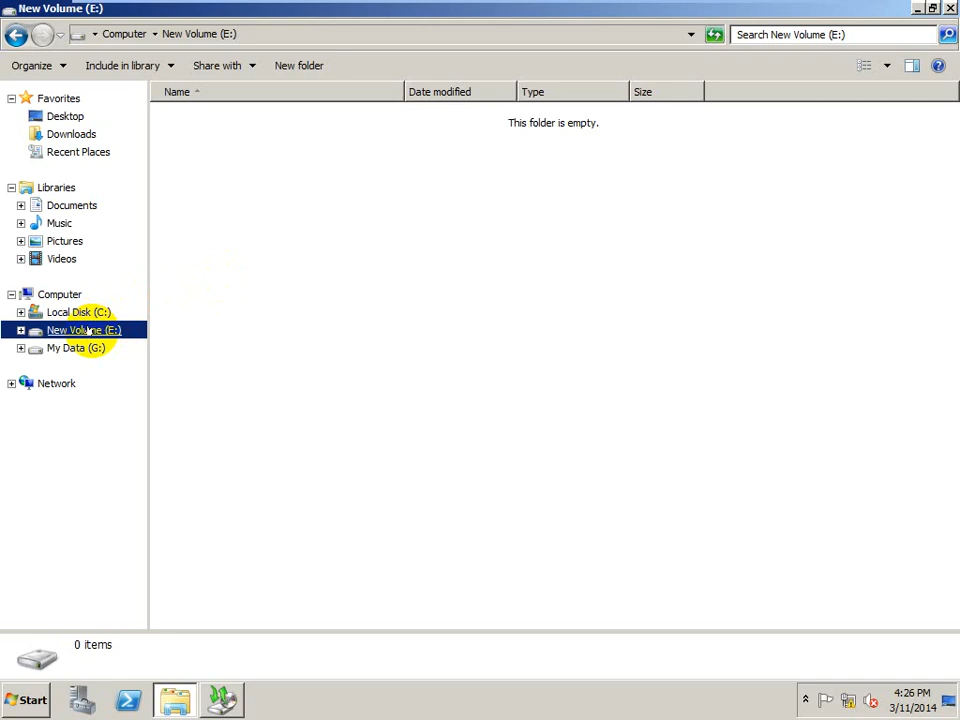 New Volume (E:)
Computer
New Volume (E:)
Search New Volume (E:)
Organize
Include in library
Share with
New folder
Name
Date modified
Type
Size
This folder is empty.
Favorites
Desktop
Downloads
Recent Places
Libraries
Documents
Music
Pictures
Videos
Computer
Local Disk (C:)
New Volume (E:)
My Data (G:)
Network
0 items
Start
4:26 PM
3/11/2014